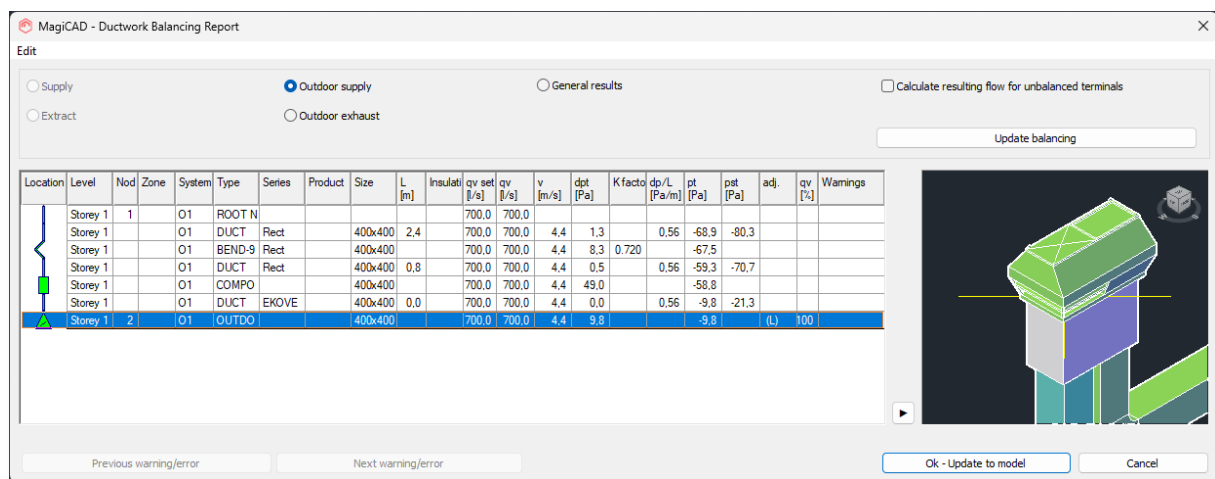 MagiCAD - Ductwork Balancing Report
Edit
Supply Outdoor supply General results Calculate resulting flow for unbalanced terminals
Extract Outdoor exhaust
Update balancing
Location Level Nod Zone System Type Series Product Size L [m] Insulati qv set [l/s] qv [l/s] v [m/s] dpt [Pa] K facto dp/L [Pa/m] pt [Pa] pst [Pa] adj. qv [%] Warnings
Storey 1 1 O1 ROOT N 700,0 700,0
Storey 1 O1 DUCT Rect 400x400 2,4 700,0 700,0 4,4 1,3 0,56 -68,9 -80,3
Storey 1 O1 BEND-9 Rect 400x400 700,0 700,0 4,4 8,3 0.720 -67,5
Storey 1 O1 DUCT Rect 400x400 0,8 700,0 700,0 4,4 0,5 0,56 -59,3 -70,7
Storey 1 O1 COMPO 400x400 700,0 700,0 4,4 49,0 -58,8
Storey 1 O1 DUCT EKOVE 400x400 0,0 700,0 700,0 4,4 0,0 0,56 -9,8 -21,3
Storey 1 2 O1 OUTDO 400x400 700,0 700,0 4,4 9,8 -9,8 (L) 100
Previous warning/error Next warning/error Ok - Update to model Cancel